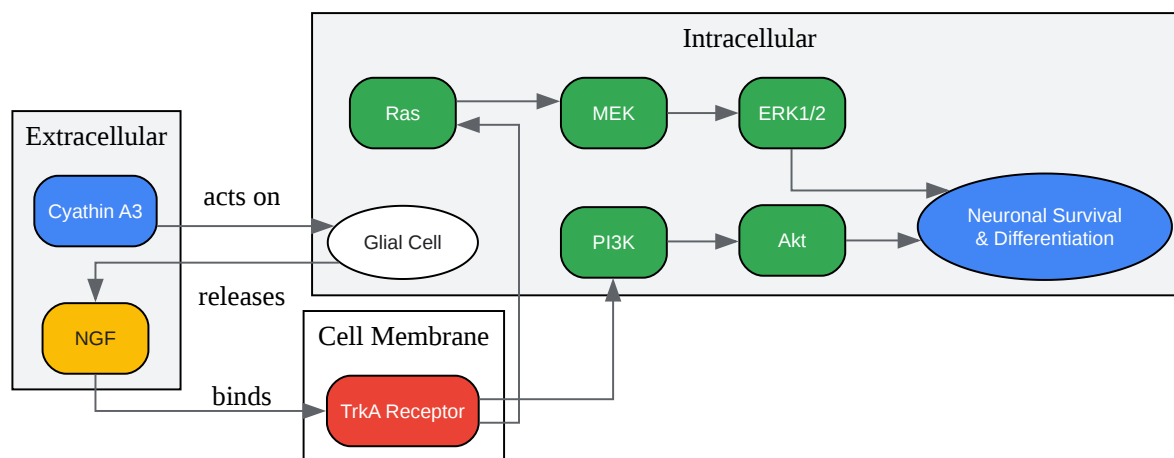 Intracellular
Ras
MEK
ERK1/2
Extracellular
Cyathin A3
acts on
Glial Cell
PI3K
Akt
Neuronal Survival
& Differentiation
releases
NGF
Cell Membrane
binds
TrkA Receptor